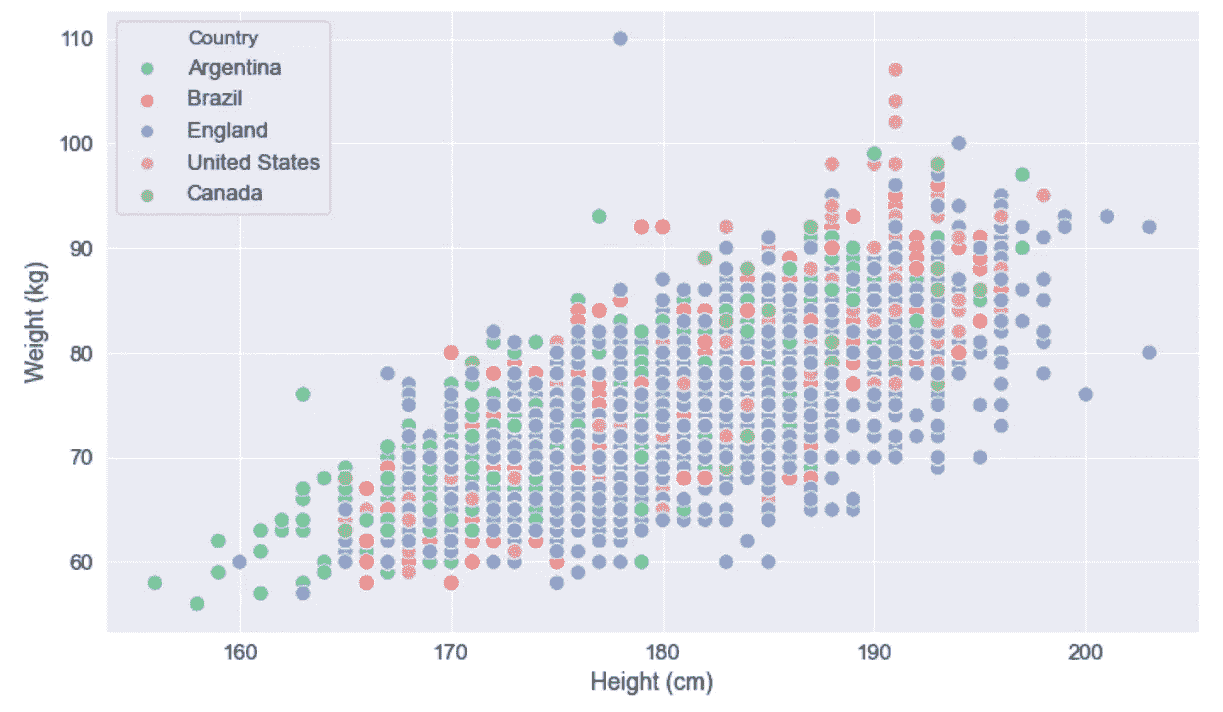 Country
Argentina
Brazil
England
United States
Canada
110
100
90
80
70
60
Weight (kg)
160
170
180
190
200
Height (cm)